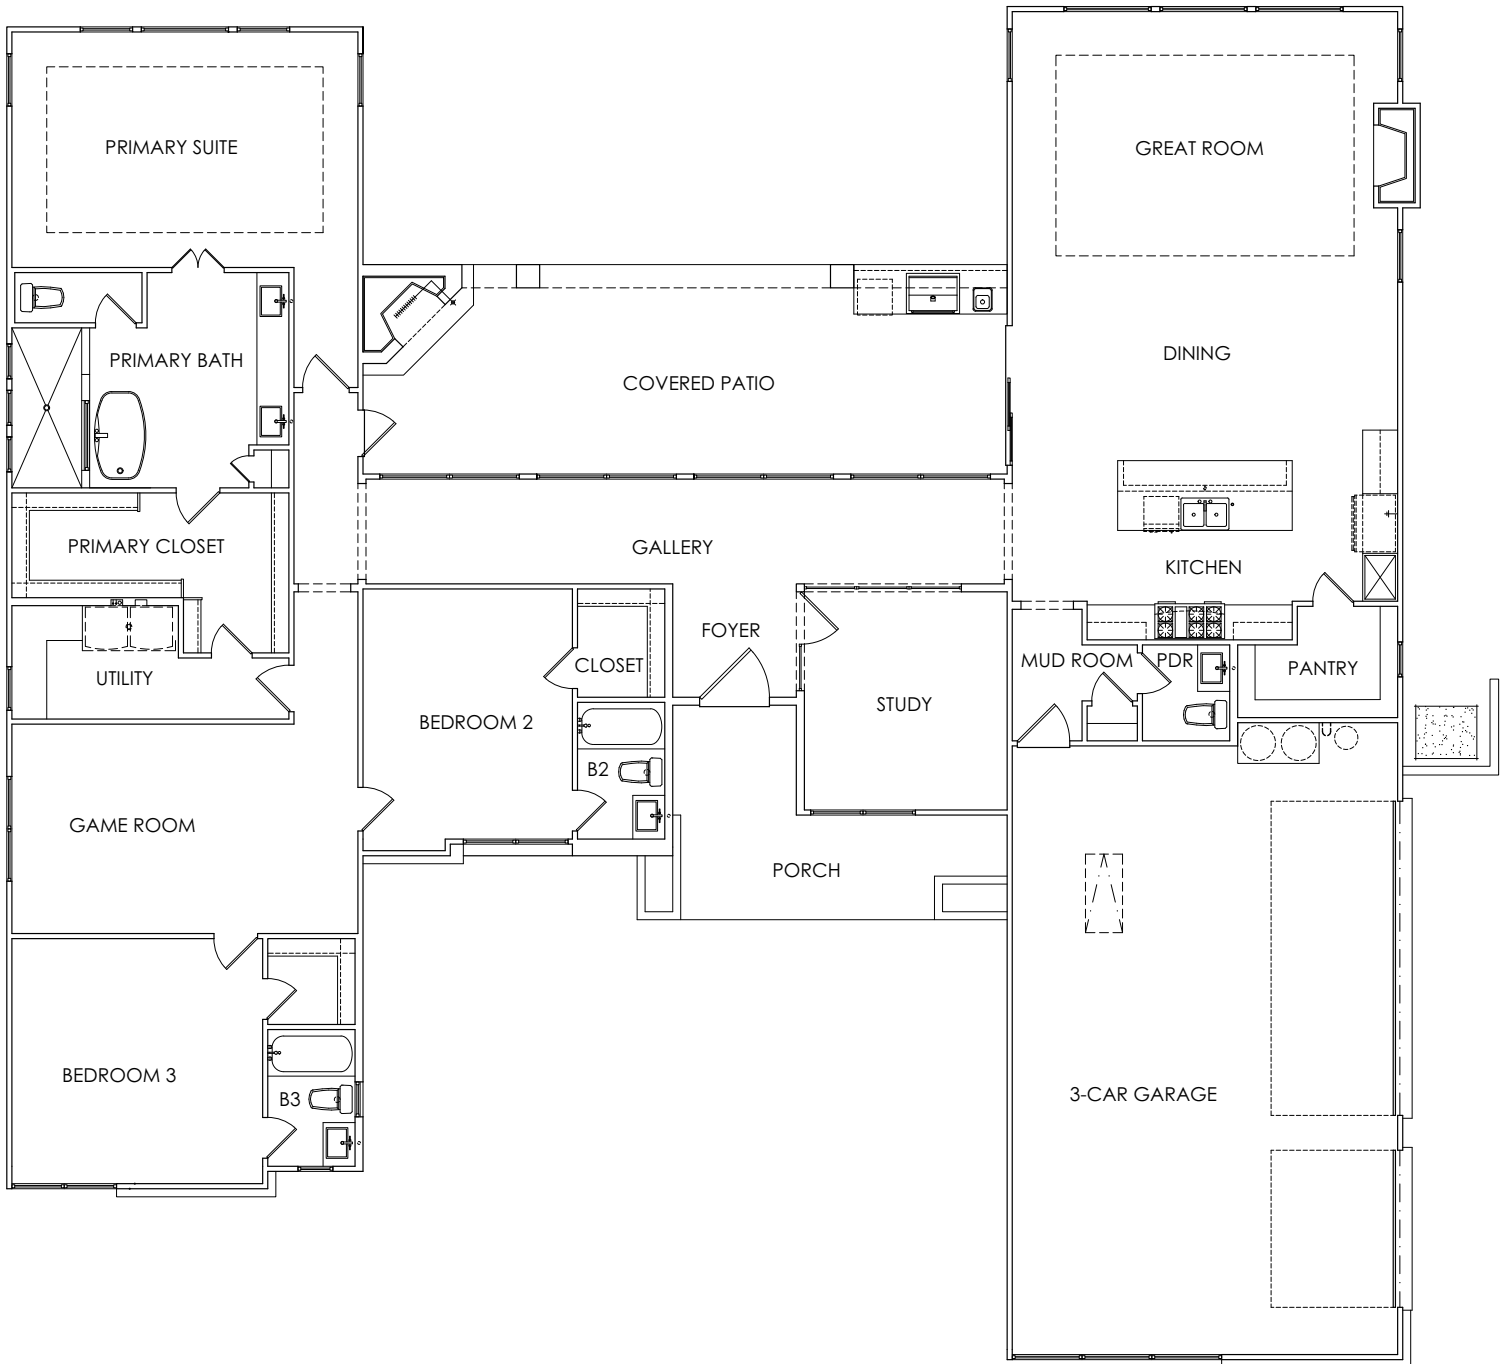 PRIMARY SUITE
GREAT ROOM
PRIMARY BATH
COVERED PATIO
DINING
PRIMARY CLOSET
GALLERY
KITCHEN
FOYER
CLOSET
MUD ROOM
PDR
PANTRY
UTILITY
STUDY
BEDROOM 2
B2
GAME ROOM
PORCH
BEDROOM 3
B3
3-CAR GARAGE